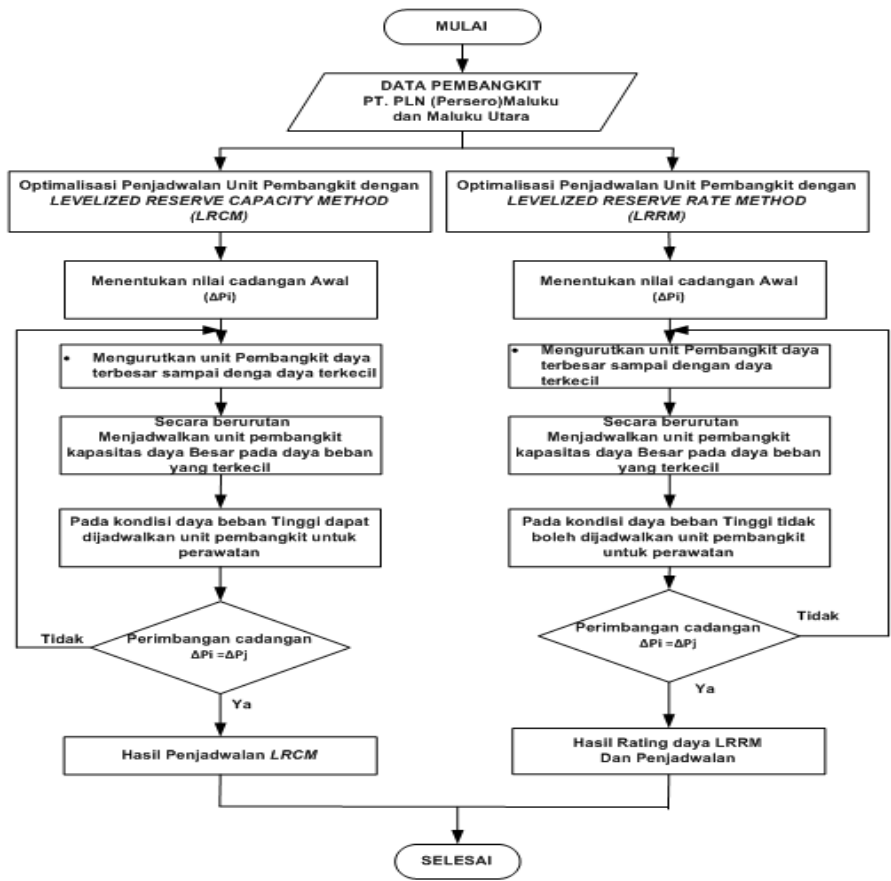 MULAI
DATA PEMBANGKIT
PT. PLN (Persero)Maluku
dan Maluku Utara
Optimalisasi Penjadwalan Unit Pembangkit dengan
LEVELIZED RESERVE CAPACITY METHOD
(LRCM)
Optimalisasi Penjadwalan Unit Pembangkit dengan
LEVELIZED RESERVE RATE METHOD
(LRRM)
Menentukan nilai cadangan Awal
(ΔPi)
Menentukan nilai cadangan Awal
(ΔPi)
• Mengurutkan unit Pembangkit daya
terbesar sampai denga daya terkecil
• Mengurutkan unit Pembangkit daya
terbesar sampai dengan daya
terkecil
Secara berurutan
Menjadwalkan unit pembangkit
kapasitas daya Besar pada daya beban
yang terkecil
Secara berurutan
Menjadwalkan unit pembangkit
kapasitas daya Besar pada daya beban
yang terkecil
Pada kondisi daya beban Tinggi dapat
dijadwalkan unit pembangkit untuk
perawatan
Pada kondisi daya beban Tinggi tidak
boleh dijadwalkan unit pembangkit
untuk perawatan
Tidak
Perimbangan cadangan
ΔPi =ΔPj
Ya
Perimbangan cadangan
ΔPi =ΔPj
Tidak
Ya
Hasil Penjadwalan LRCM
Hasil Rating daya LRRM
Dan Penjadwalan
SELESAI